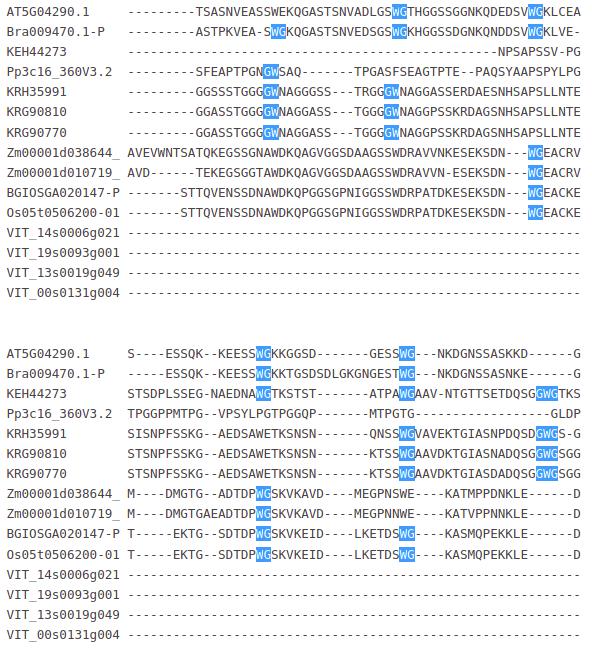 AT5G04290.1 ---------TSASNVEASSWEKQGASTSNVADLGSWGTHGGSSGGNKQDEDSVWGKLCEA
Bra009470.1-P ---------ASTPKVEA-SWGKQGASTSNVEDSGSWGKHGGSSDGNKQNDDSVWGKLVE-
KEH44273 -------------------------------------------------NPSAPSSV-PG
Pp3c16_360V3.2 ---------SFEAPTPGNGWSAQ-------TPGASFSEAGTPTE--PAQSYAAPSPYLPG
KRH35991 ---------GGSSSTGGGGWNAGGGSS---TRGGGWNAGGASSERDAESNHSAPSLLNTE
KRG90810 ---------GGASSTGGGGWNAGGASS---TGGGGWNAGGPSSKRDAGSNHSAPSLLNTE
KRG90770 ---------GGASSTGGGGWNAGGASS---TGGGGWNAGGPSSKRDAGSNHSAPSLLNTE
Zm00001d038644_ AVEVWNTSATQKEGSSGNAWDKQAGVGGSDAAGSSWDRAVVNKESEKSDN---WGEACRV
Zm00001d010719_ AVD------TEKEGSGGTAWDKQAGVGGSDAAGSSWDRAVVN-ESEKSDN---WGEACRV
BGIOSGA020147-P -------STTQVENSSDNAWDKQPGGSGPNIGGSSWDRPATDKESEKSDN---WGEACKE
Os05t0506200-01 -------STTQVENSSDNAWDKQPGGSGPNIGGSSWDRPATDKESEKSDN---WGEACKE
VIT_14s0006g021 ------------------------------------------------------------
VIT_19s0093g001 ------------------------------------------------------------
VIT_13s0019g049 ------------------------------------------------------------
VIT_00s0131g004 ------------------------------------------------------------
AT5G04290.1 S----ESSQK--KEESSWGKKGGSD-------GESSWG---NKDGNSSASKKD------G
Bra009470.1-P -----ESSQK--KEESSWGKKTGSDSDLGKGNGESTWG---NKDGNSSASNKE------G
KEH44273 STSDPLSSEG-NAEDNAWGTKSTST-------ATPAWGAAV-NTGTTSETDQSGGWGTKS
Pp3c16_360V3.2 TPGGPPMTPG--VPSYLPGTPGGQP-------MTPGTG------------------GLDP
KRH35991 SISNPFSSKG--AEDSAWETKSNSN-------QNSSWGVAVEKTGIASNPDQSDGWGS-G
KRG90810 STSNPFSSKG--AEDSAWETKSNSN-------KTSSWGAAVDKTGIASNADQSGGWGSGG
KRG90770 STSNPFSSKG--AEDSAWETKSNSN-------KTSSWGAAVDKTGIASDADQSGGWGSGG
Zm00001d038644_ M----DMGTG--ADTDPWGSKVKAVD----MEGPNSWE----KATMPPDNKLE------D
Zm00001d010719_ M----DMGTGAEADTDPWGSKVKAVD----MEGPNNWE----KATVPPNNKLE------D
BGIOSGA020147-P T-----EKTG--SDTDPWGSKVKEID----LKETDSWG----KASMQPEKKLE------D
Os05t0506200-01 T-----EKTG--SDTDPWGSKVKEID----LKETDSWG----KASMQPEKKLE------D
VIT_14s0006g021 ------------------------------------------------------------
VIT_19s0093g001 ------------------------------------------------------------
VIT_13s0019g049 ------------------------------------------------------------
VIT_00s0131g004 ------------------------------------------------------------